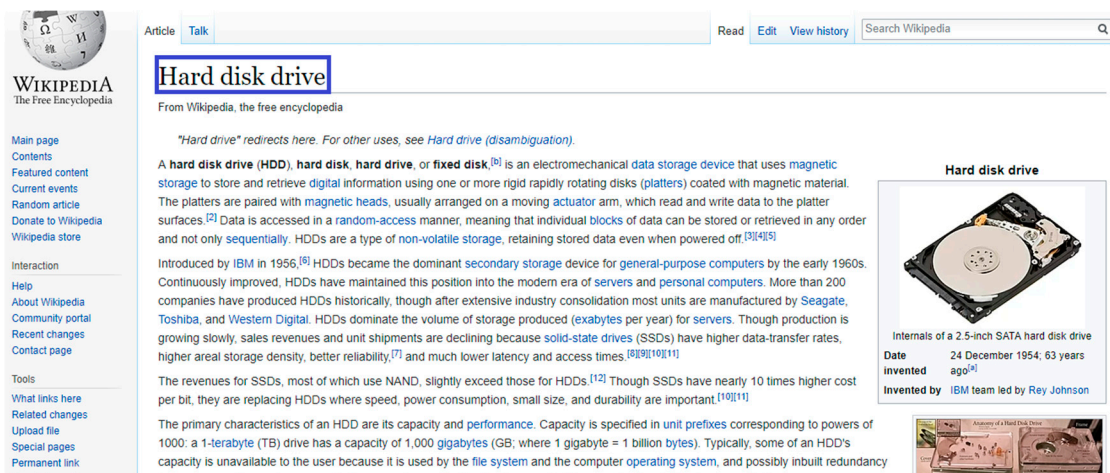 Article Talk Read Edit View history Search Wikipedia
WIKIPEDIA
The Free Encyclopedia
Main page
Contents
Featured content
Current events
Random article
Donate to Wikipedia
Wikipedia store
Interaction
Help
About Wikipedia
Community portal
Recent changes
Contact page
Tools
What links here
Related changes
Upload file
Special pages
Permanent link
Hard disk drive
From Wikipedia, the free encyclopedia
"Hard drive" redirects here. For other uses, see Hard drive (disambiguation).
A hard disk drive (HDD), hard disk, hard drive, or fixed disk,[b] is an electromechanical data storage device that uses magnetic
storage to store and retrieve digital information using one or more rigid rapidly rotating disks (platters) coated with magnetic material.
The platters are paired with magnetic heads, usually arranged on a moving actuator arm, which read and write data to the platter
surfaces.[2] Data is accessed in a random-access manner, meaning that individual blocks of data can be stored or retrieved in any order
and not only sequentially. HDDs are a type of non-volatile storage, retaining stored data even when powered off.[3][4][5]
Introduced by IBM in 1956,[6] HDDs became the dominant secondary storage device for general-purpose computers by the early 1960s.
Continuously improved, HDDs have maintained this position into the modern era of servers and personal computers. More than 200
companies have produced HDDs historically, though after extensive industry consolidation most units are manufactured by Seagate,
Toshiba, and Western Digital. HDDs dominate the volume of storage produced (exabytes per year) for servers. Though production is
growing slowly, sales revenues and unit shipments are declining because solid-state drives (SSDs) have higher data-transfer rates,
higher areal storage density, better reliability,[7] and much lower latency and access times.[8][9][10][11]
The revenues for SSDs, most of which use NAND, slightly exceed those for HDDs.[12] Though SSDs have nearly 10 times higher cost
per bit, they are replacing HDDs where speed, power consumption, small size, and durability are important.[10][11]
The primary characteristics of an HDD are its capacity and performance. Capacity is specified in unit prefixes corresponding to powers of
1000: a 1-terabyte (TB) drive has a capacity of 1,000 gigabytes (GB; where 1 gigabyte = 1 billion bytes). Typically, some of an HDD's
capacity is unavailable to the user because it is used by the file system and the computer operating system, and possibly inbuilt redundancy
Hard disk drive
Internals of a 2.5-inch SATA hard disk drive
Date invented 24 December 1954; 63 years ago[a]
Invented by IBM team led by Rey Johnson
Anatomy of a Hard Disk Drive